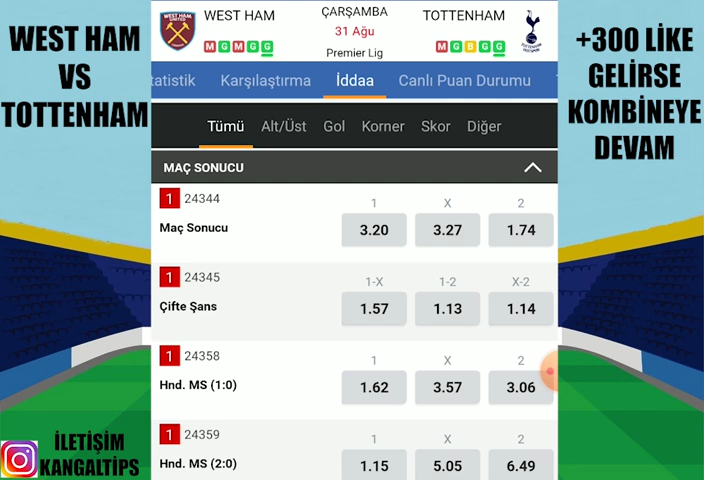 WEST HAM
VS
TOTTENHAM
WEST HAM
M G M G G
ÇARŞAMBA
31 Ağu
Premier Lig
TOTTENHAM
M G B G G
+300 LİKE
GELİRSE
KOMBİNEYE
DEVAM
tatistik Karşılaştırma İddaa Canlı Puan Durumu
Tümü Alt/Üst Gol Korner Skor Diğer
MAÇ SONUCU
1 24344 1 X 2
Maç Sonucu 3.20 3.27 1.74
1 24345 1-X 1-2 X-2
Çifte Şans 1.57 1.13 1.14
1 24358 1 X 2
Hnd. MS (1:0) 1.62 3.57 3.06
1 24359 1 X 2
Hnd. MS (2:0) 1.15 5.05 6.49
İLETİŞİM
KANGALTİPS